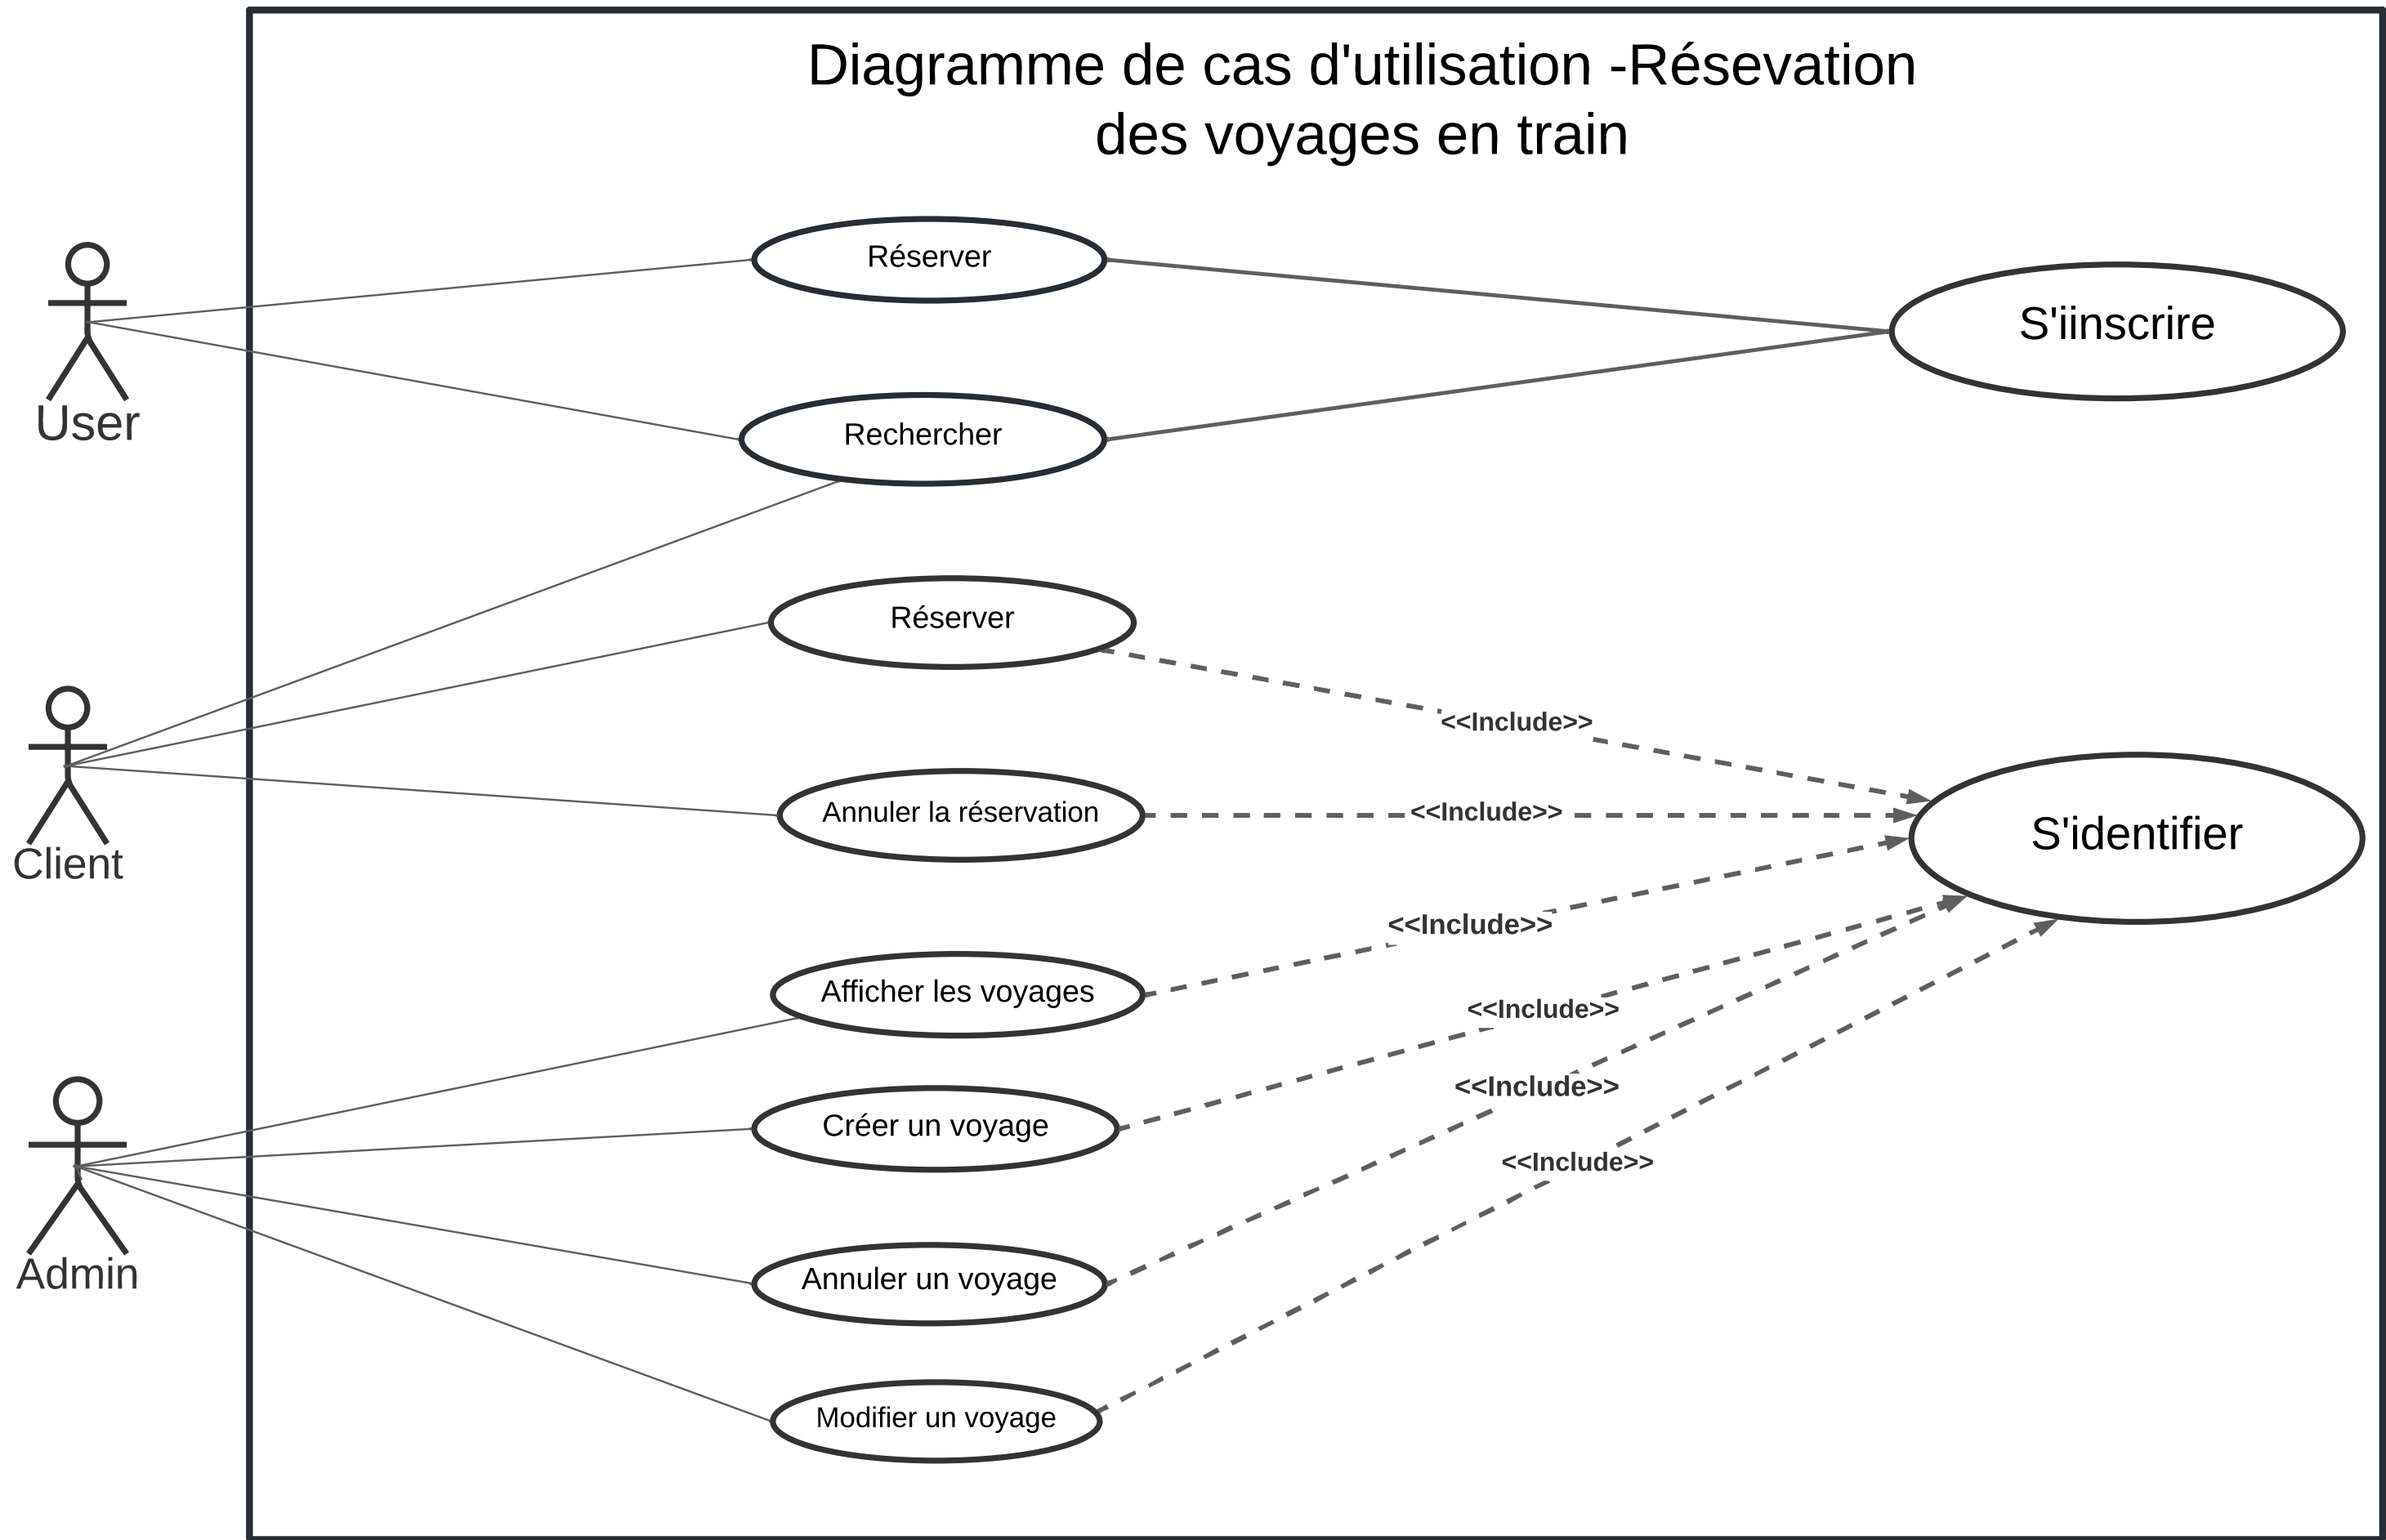 Diagramme de cas d'utilisation -Résevation
des voyages en train
Réserver
S'iinscrire
User
Rechercher
Réserver
<<Include>>
Annuler la réservation
<<Include>>
S'identifier
Client
<<Include>>
Afficher les voyages
<<Include>>
<<Include>>
Créer un voyage
<<Include>>
Admin
Annuler un voyage
Modifier un voyage